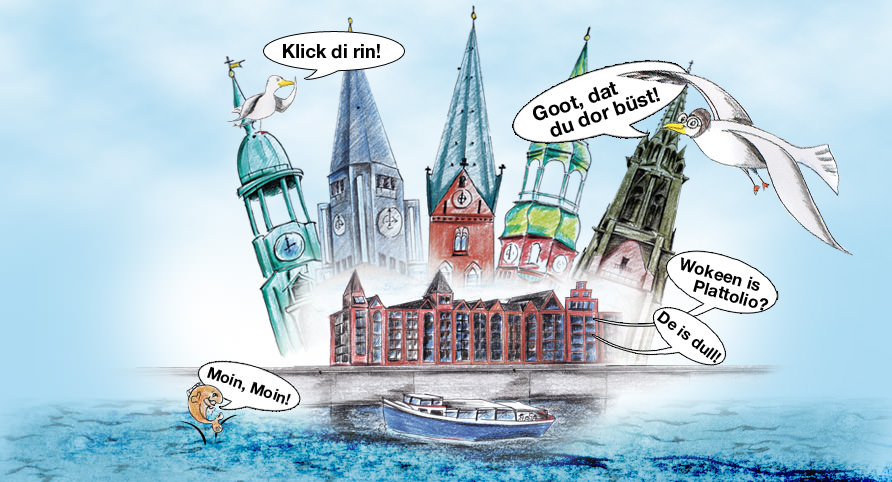 Klick di rin!
Goot, dat
du dor büst!
Wokeen is
Plattolio?
De is dull!
Moin, Moin!